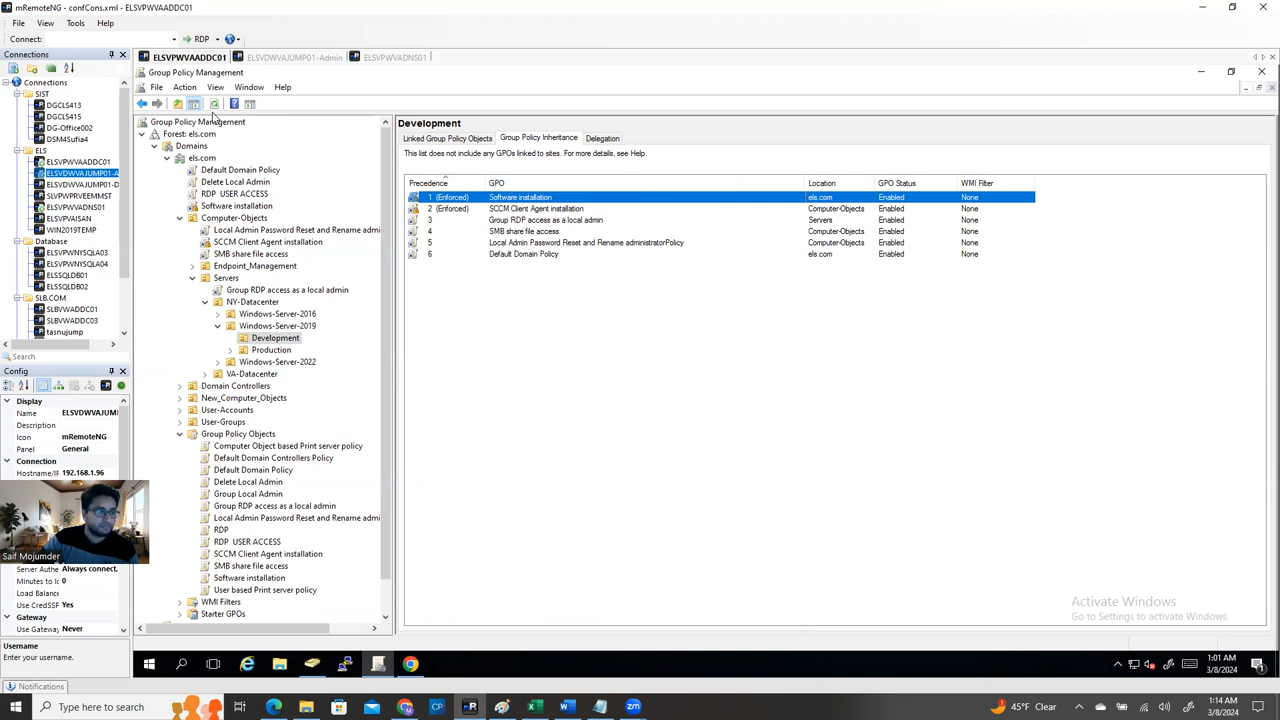 mRemoteNG - confCons.xml - ELSVPWVAADDC01
File View Tools Help
Connect: RDP
Connections
ELSVPWVAADDC01 ELSVDWVAJUMP01-Admin ELSVPWVADNS01
Group Policy Management
File Action View Window Help
Connections
SIST
DGCLS413
DGCLS415
DG-Office002
DSM4Sufia4
ELS
ELSVPWVAADDC01
ELSVDWVAJUMP01-A
ELSVDWVAJUMP01-D
SLVPWPRVEEMMST
ELSVPWVADNS01
ELSVPVAISAN
WIN2019TEMP
Database
ELSVPWVNYSQLA03
ELSVPWVNYSQLA04
ELSSQLDB01
ELSSQLDB02
SLB.COM
SLBVWADDC01
SLBVWADDC03
tasnujump
Search
Config
Display
Name ELSVDWVAJUMI
Description
Icon mRemoteNG
Panel General
Connection
Hostname/IP 192.168.1.96
Saif Mojumder
Server Authe Always connect,
Minutes to Id 0
Load Balance
Use CredSSP Yes
Gateway
Use Gateway Never
Username
Enter your username.
Notifications
Group Policy Management
Forest: els.com
Domains
els.com
Default Domain Policy
Delete Local Admin
RDP USER ACCESS
Software installation
Computer-Objects
Local Admin Password Reset and Rename admi
SCCM Client Agent installation
SMB share file access
Endpoint_Management
Servers
Group RDP access as a local admin
NY-Datacenter
Windows-Server-2016
Windows-Server-2019
Development
Production
Windows-Server-2022
VA-Datacenter
Domain Controllers
New_Computer_Objects
User-Accounts
User-Groups
Group Policy Objects
Computer Object based Print server policy
Default Domain Controllers Policy
Default Domain Policy
Delete Local Admin
Group Local Admin
Group RDP access as a local admin
Local Admin Password Reset and Rename admi
RDP
RDP USER ACCESS
SCCM Client Agent installation
SMB share file access
Software installation
User based Print server policy
WMI Filters
Starter GPOs
Development
Linked Group Policy Objects Group Policy Inheritance Delegation
This list does not include any GPOs linked to sites. For more details, see Help.
Precedence GPO Location GPO Status WMI Filter
1 (Enforced) Software installation els.com Enabled None
2 (Enforced) SCCM Client Agent installation Computer-Objects Enabled None
3 Group RDP access as a local admin Servers Enabled None
4 SMB share file access Computer-Objects Enabled None
5 Local Admin Password Reset and Rename administratorPolicy Computer-Objects Enabled None
6 Default Domain Policy els.com Enabled None
Activate Windows
Go to Settings to activate Windows.
1:01 AM
3/8/2024
Type here to search
45°F Clear
1:14 AM
3/8/2024